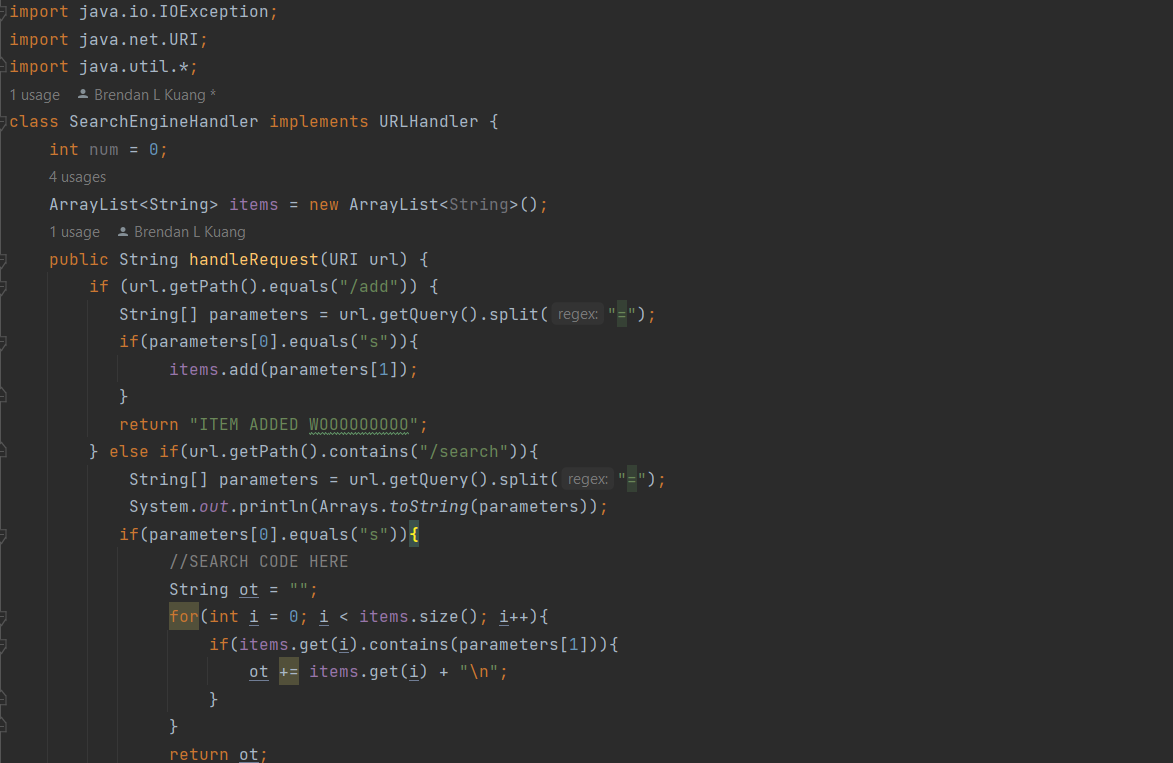 import java.io.IOException;
import java.net.URI;
import java.util.*;
1 usage Brendan L Kuang *
class SearchEngineHandler implements URLHandler {
int num = 0;
4 usages
ArrayList<String> items = new ArrayList<String>();
1 usage Brendan L Kuang
public String handleRequest(URI url) {
if (url.getPath().equals("/add")) {
String[] parameters = url.getQuery().split( regex: "=");
if(parameters[0].equals("s")){
items.add(parameters[1]);
}
return "ITEM ADDED WOOOOOOOOO";
} else if(url.getPath().contains("/search")){
String[] parameters = url.getQuery().split( regex: "=");
System.out.println(Arrays.toString(parameters));
if(parameters[0].equals("s")){
//SEARCH CODE HERE
String ot = "";
for(int i = 0; i < items.size(); i++){
if(items.get(i).contains(parameters[1])){
ot += items.get(i) + "\n";
}
}
return ot;